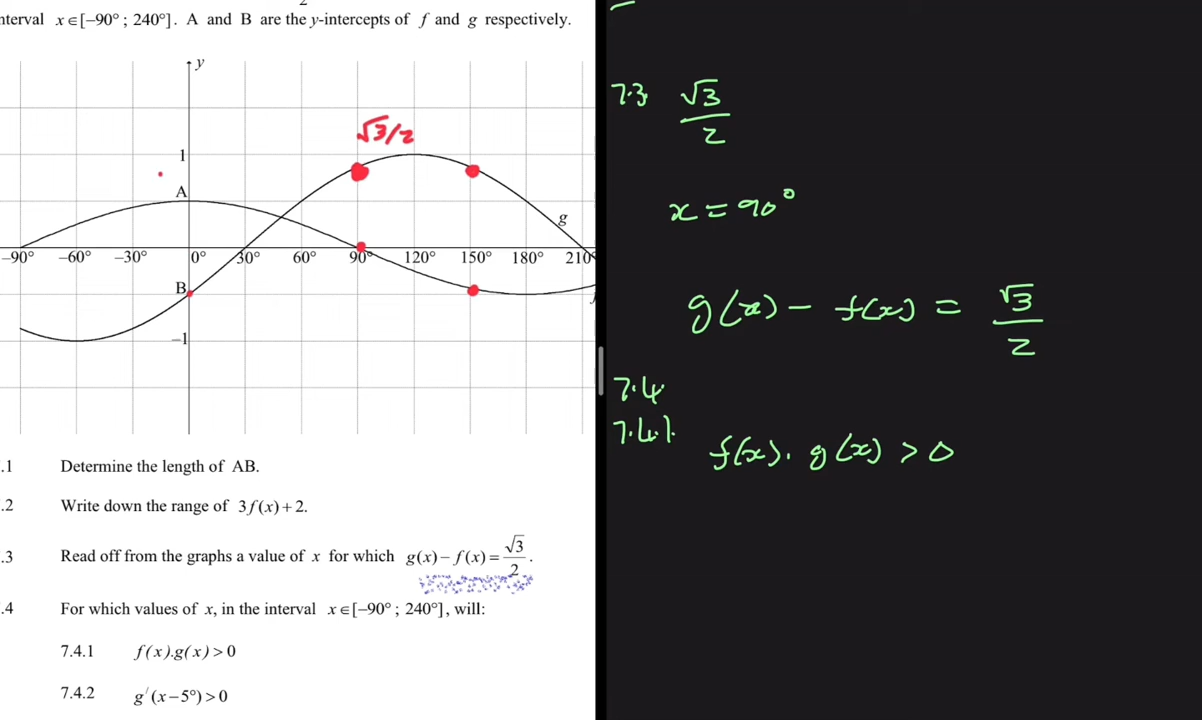 nterval x∈[−90° ; 240°]. A and B are the y-intercepts of f and g respectively.
y
√3/2
1
A
g
−90° −60° −30° 0° 30° 60° 90° 120° 150° 180° 210°
B
−1
.1 Determine the length of AB.
.2 Write down the range of 3f(x)+2.
.3 Read off from the graphs a value of x for which g(x)−f(x)=√3/2.
.4 For which values of x, in the interval x∈[−90° ; 240°], will:
7.4.1 f(x).g(x)>0
7.4.2 g′(x−5°)>0
7.3 √3/2
x = 90°
g(x) − f(x) = √3/2
7.4
7.4.1. f(x). g(x) > 0